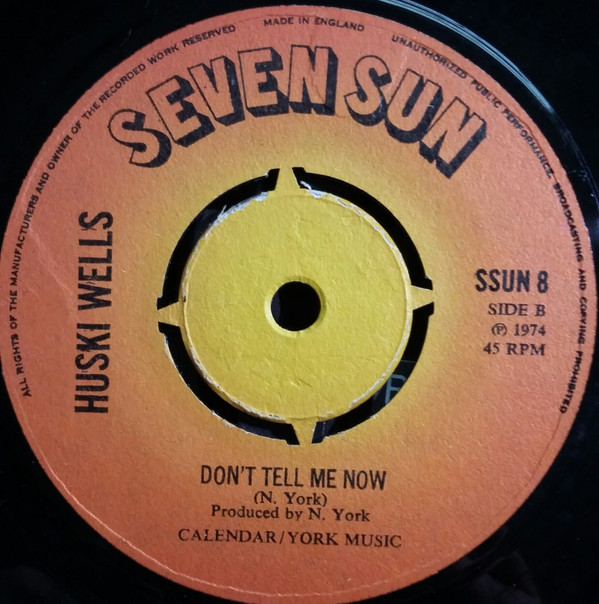 ALL RIGHTS OF THE MANUFACTURERS AND OWNER OF THE RECORDED WORK RESERVED
MADE IN ENGLAND
UNAUTHORIZED PUBLIC PERFORMANCE, BROADCASTING AND COPYING PROHIBITED
SEVEN SUN
HUSKI WELLS
SSUN 8
SIDE B
℗ 1974
45 RPM
DON'T TELL ME NOW
(N. York)
Produced by N. York
CALENDAR/YORK MUSIC